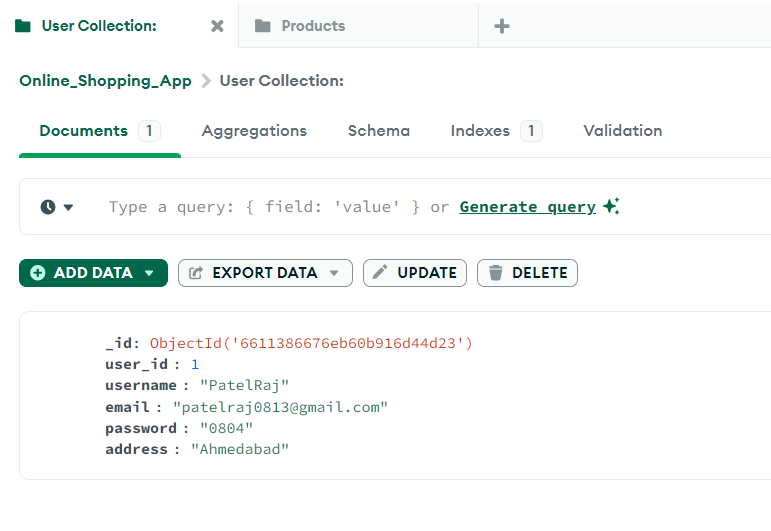 User Collection:
Products
Online_Shopping_App > User Collection:
Documents 1 Aggregations Schema Indexes 1 Validation
Type a query: { field: 'value' } or Generate query
ADD DATA EXPORT DATA UPDATE DELETE
_id: ObjectId('6611386676eb60b916d44d23')
user_id : 1
username : "PatelRaj"
email : "patelraj0813@gmail.com"
password : "0804"
address : "Ahmedabad"